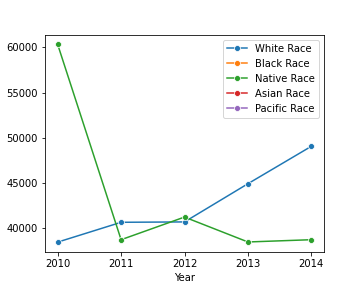 60000
55000
50000
45000
40000
White Race
Black Race
Native Race
Asian Race
Pacific Race
2010 2011 2012 2013 2014
Year